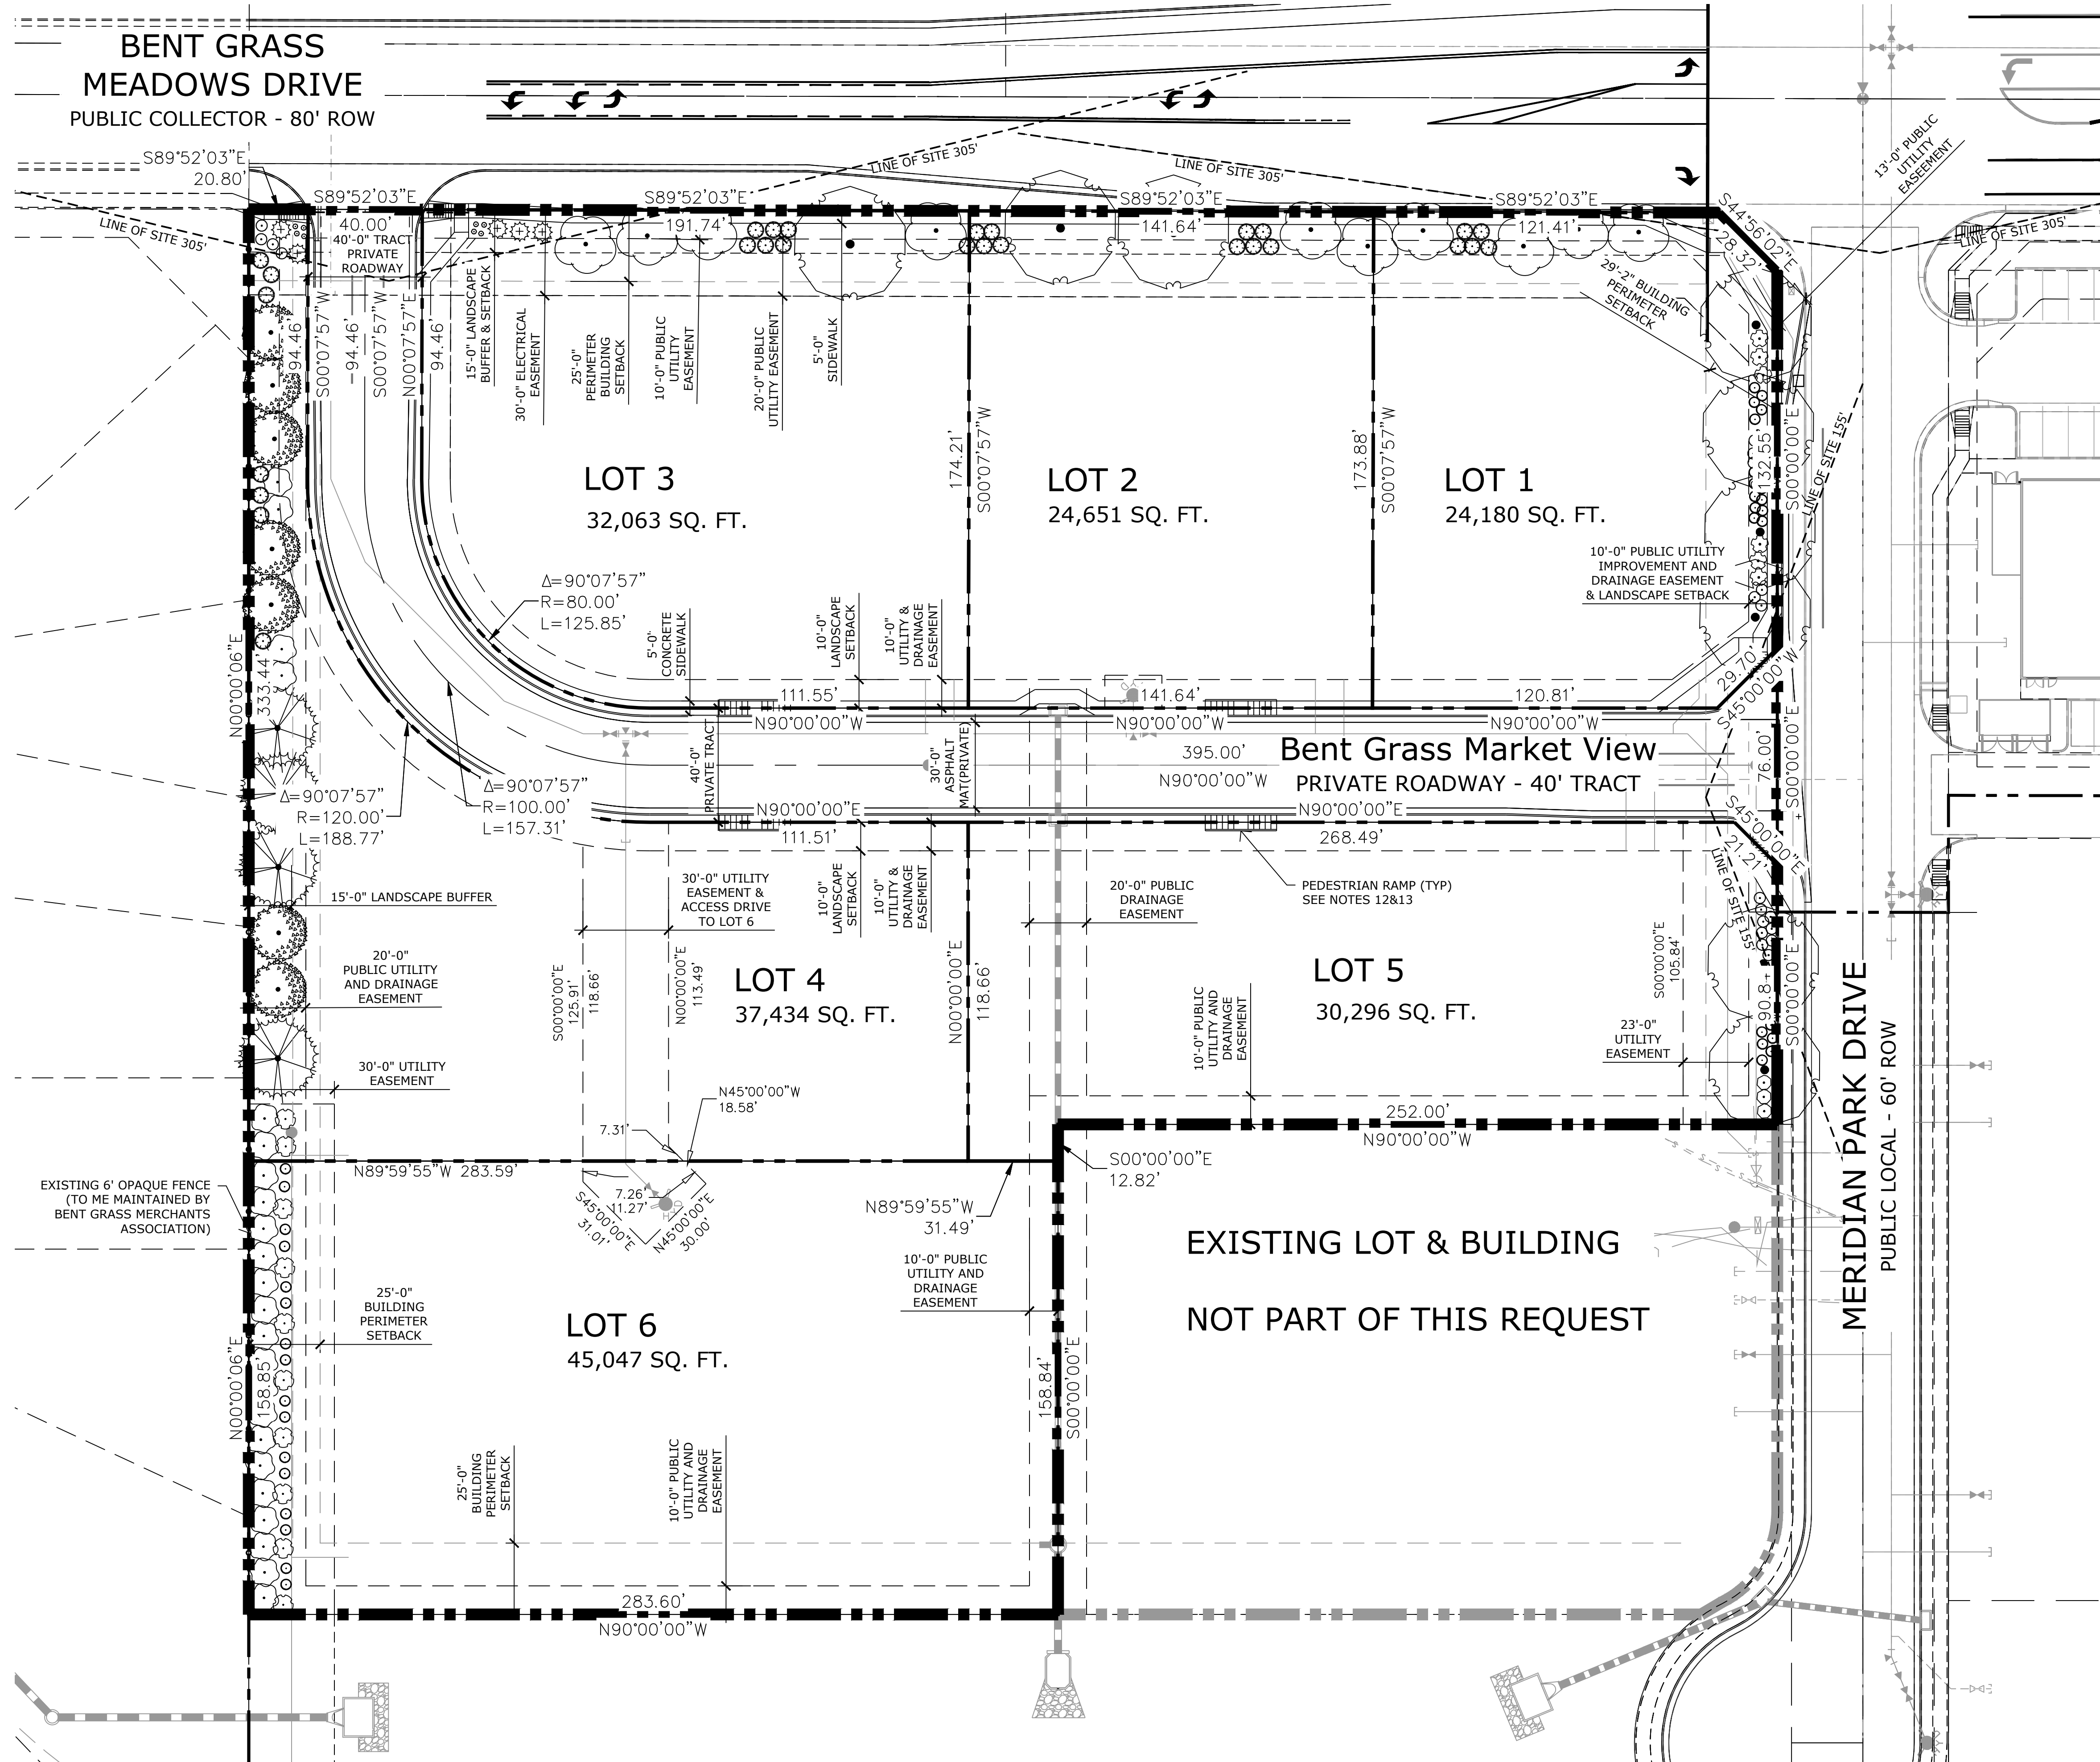 BENT GRASS
MEADOWS DRIVE
PUBLIC COLLECTOR - 80' ROW
S89°52'03"E
20.80'
LINE OF SITE 305'
S89°52'03"E
40.00'
40'-0" TRACT
PRIVATE
ROADWAY
94.46'
S00°07'57"W
94.46'
S00°07'57"W
N00°07'57"E
94.46'
LINE OF SITE 305'
LINE OF SITE 305'
S89°52'03"E
191.74'
S89°52'03"E
141.64'
S89°52'03"E
121.41'
S44°56'02"E
28.32'
13'-0" PUBLIC
UTILITY
EASEMENT
LINE OF SITE 305'
15'-0" LANDSCAPE
BUFFER & SETBACK
30'-0" ELECTRICAL
EASEMENT
25'-0"
PERIMETER
BUILDING
SETBACK
10'-0" PUBLIC
UTILITY
EASEMENT
20'-0" PUBLIC
UTILITY EASEMENT
5'-0"
SIDEWALK
29'-2" BUILDING
PERIMETER
SETBACK
LOT 3
32,063 SQ. FT.
174.21'
S00°07'57"W
LOT 2
24,651 SQ. FT.
173.88'
S00°07'57"W
LOT 1
24,180 SQ. FT.
132.55'
S00°00'00"E
LINE OF SITE 155'
10'-0" PUBLIC UTILITY
IMPROVEMENT AND
DRAINAGE EASEMENT
& LANDSCAPE SETBACK
Δ=90°07'57"
R=80.00'
L=125.85'
5'-0"
CONCRETE
SIDEWALK
10'-0"
LANDSCAPE
SETBACK
10'-0"
UTILITY &
DRAINAGE
EASEMENT
N00°00'06"E
333.44'
111.55'
N90°00'00"W
141.64'
N90°00'00"W
120.81'
N90°00'00"W
29.70'
S45°00'00"W
40'-0"
PRIVATE TRACT
30'-0"
ASPHALT
MAT(PRIVATE)
395.00'
N90°00'00"W
Bent Grass Market View
PRIVATE ROADWAY - 40' TRACT
76.00'
S00°00'00"E
Δ=90°07'57"
R=120.00'
L=188.77'
Δ=90°07'57"
R=100.00'
L=157.31'
N90°00'00"E
111.51'
N90°00'00"E
268.49'
S45°00'00"E
21.21'
LINE OF SITE 155'
15'-0" LANDSCAPE BUFFER
30'-0" UTILITY
EASEMENT &
ACCESS DRIVE
TO LOT 6
10'-0"
LANDSCAPE
SETBACK
10'-0"
UTILITY &
DRAINAGE
EASEMENT
20'-0" PUBLIC
DRAINAGE
EASEMENT
PEDESTRIAN RAMP (TYP)
SEE NOTES 12&13
20'-0"
PUBLIC UTILITY
AND DRAINAGE
EASEMENT
30'-0" UTILITY
EASEMENT
S00°00'00"E
125.91'
118.66'
N00°00'00"E
113.49'
LOT 4
37,434 SQ. FT.
N00°00'00"E
118.66'
LOT 5
30,296 SQ. FT.
10'-0" PUBLIC
UTILITY AND
DRAINAGE
EASEMENT
S00°00'00"E
105.84'
23'-0"
UTILITY
EASEMENT
S00°00'00"E
MERIDIAN PARK DRIVE
PUBLIC LOCAL - 60' ROW
N45°00'00"W
18.58'
7.31'
252.00'
N90°00'00"W
N89°59'55"W 283.59'
S00°00'00"E
12.82'
7.26'
11.27'
S45°00'00"E
31.01'
N45°00'00"E
30.00'
N89°59'55"W
31.49'
EXISTING 6' OPAQUE FENCE
(TO ME MAINTAINED BY
BENT GRASS MERCHANTS
ASSOCIATION)
10'-0" PUBLIC
UTILITY AND
DRAINAGE
EASEMENT
EXISTING LOT & BUILDING
NOT PART OF THIS REQUEST
25'-0"
BUILDING
PERIMETER
SETBACK
LOT 6
45,047 SQ. FT.
N00°00'06"E
158.85'
158.84'
S00°00'00"E
25'-0"
BUILDING
PERIMETER
SETBACK
10'-0" PUBLIC
UTILITY AND
DRAINAGE
EASEMENT
283.60'
N90°00'00"W